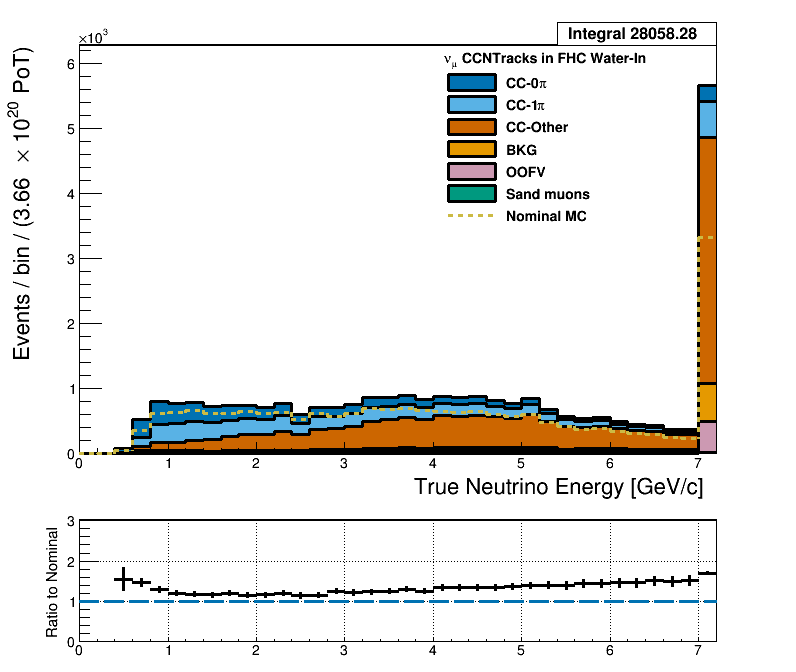 Integral 28058.28
×10³
ν_μ CCNTracks in FHC Water-In
CC-0π
CC-1π
CC-Other
BKG
OOFV
Sand muons
Nominal MC
Events / bin / (3.66 × 10²⁰ PoT)
6
5
4
3
2
1
0
0 1 2 3 4 5 6 7
True Neutrino Energy [GeV/c]
Ratio to Nominal
3
2
1
0
0 1 2 3 4 5 6 7